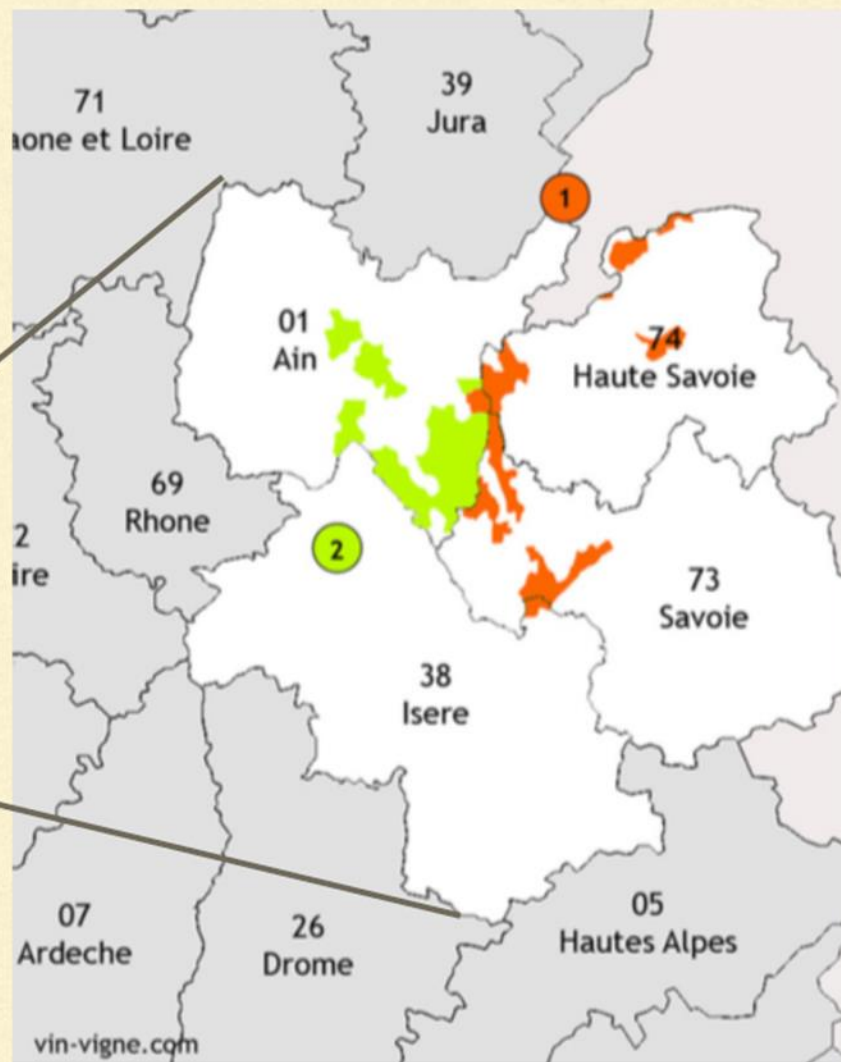 71
aone et Loire
39
Jura
1
01
Ain
74
Haute Savoie
69
Rhone
2
ire
2
73
Savoie
38
Isere
07
Ardeche
26
Drome
05
Hautes Alpes
vin-vigne.com